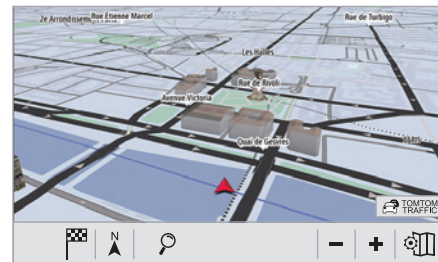 2e Arrondissem
Rue Étienne Marcel
Rue de Turbigo
Les Halles
Rue de Rivoli
Avenue Victoria
Quai de Gesvres
TOMTOM
TRAFFIC
N